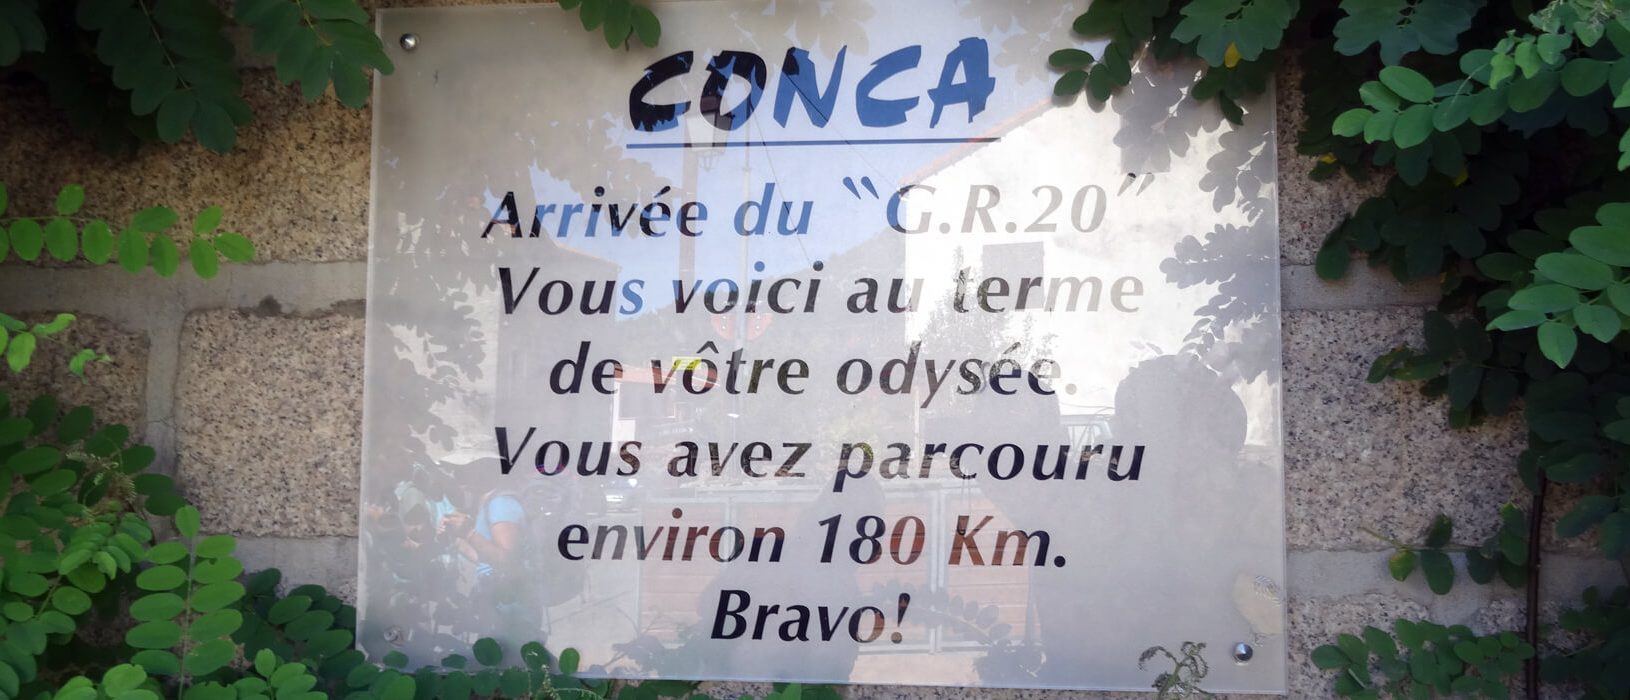 CONCA
Arrivée du "G.R.20"
Vous voici au terme
de vôtre odysée.
Vous avez parcouru
environ 180 Km.
Bravo!